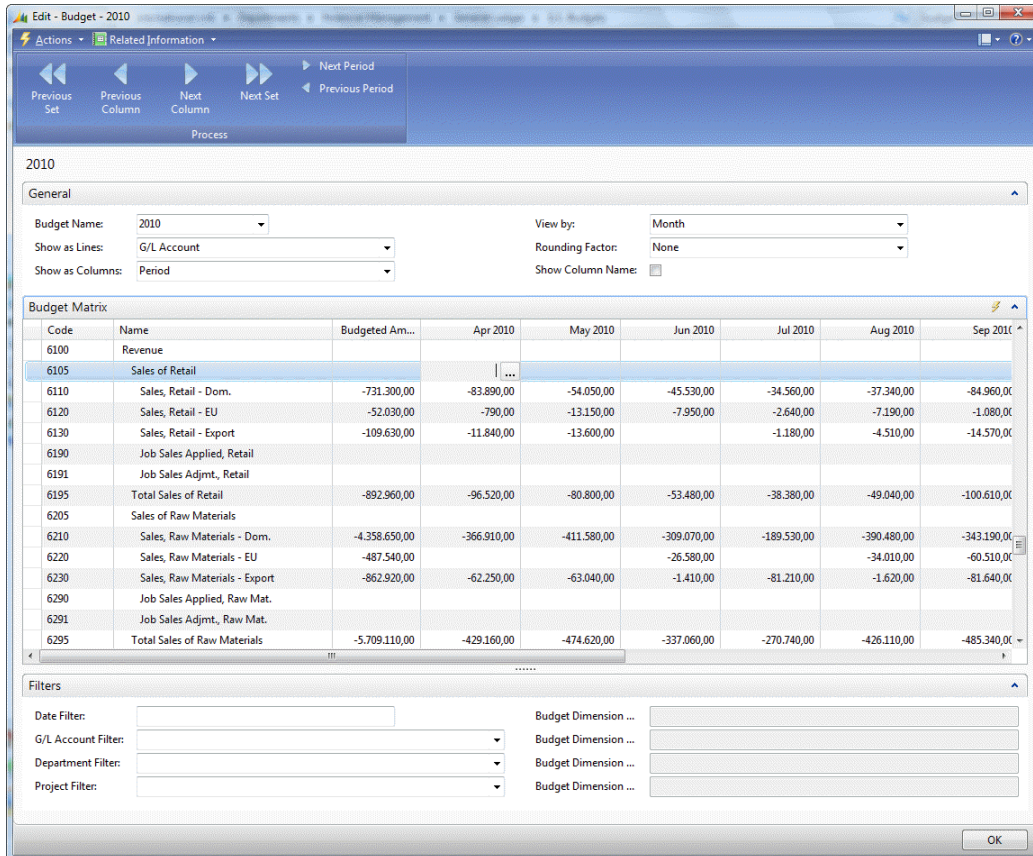 Edit - Budget - 2010
Actions Related Information
Previous Set
Previous Column
Next Column
Next Set
Next Period
Previous Period
Process
2010
General
Budget Name: 2010 View by: Month
Show as Lines: G/L Account Rounding Factor: None
Show as Columns: Period Show Column Name:
Budget Matrix
Code Name Budgeted Am... Apr 2010 May 2010 Jun 2010 Jul 2010 Aug 2010 Sep 2010
6100 Revenue
6105 Sales of Retail ...
6110 Sales, Retail - Dom. -731.300,00 -83.890,00 -54.050,00 -45.530,00 -34.560,00 -37.340,00 -84.960,00
6120 Sales, Retail - EU -52.030,00 -790,00 -13.150,00 -7.950,00 -2.640,00 -7.190,00 -1.080,00
6130 Sales, Retail - Export -109.630,00 -11.840,00 -13.600,00 -1.180,00 -4.510,00 -14.570,00
6190 Job Sales Applied, Retail
6191 Job Sales Adjmt., Retail
6195 Total Sales of Retail -892.960,00 -96.520,00 -80.800,00 -53.480,00 -38.380,00 -49.040,00 -100.610,00
6205 Sales of Raw Materials
6210 Sales, Raw Materials - Dom. -4.358.650,00 -366.910,00 -411.580,00 -309.070,00 -189.530,00 -390.480,00 -343.190,00
6220 Sales, Raw Materials - EU -487.540,00 -26.580,00 -34.010,00 -60.510,00
6230 Sales, Raw Materials - Export -862.920,00 -62.250,00 -63.040,00 -1.410,00 -81.210,00 -1.620,00 -81.640,00
6290 Job Sales Applied, Raw Mat.
6291 Job Sales Adjmt., Raw Mat.
6295 Total Sales of Raw Materials -5.709.110,00 -429.160,00 -474.620,00 -337.060,00 -270.740,00 -426.110,00 -485.340,00
Filters
Date Filter: Budget Dimension ...
G/L Account Filter: Budget Dimension ...
Department Filter: Budget Dimension ...
Project Filter: Budget Dimension ...
OK